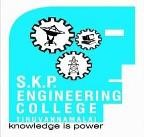 S.K.P.
ENGINEERING
COLLEGE
TIRUVANNAMALAI
knowledge is power